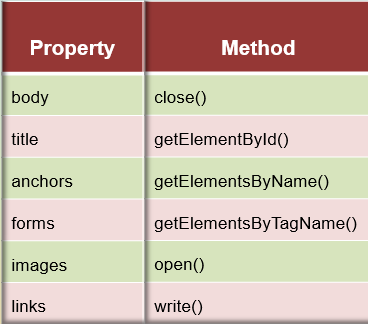 Property Method
body close()
title getElementById()
anchors getElementsByName()
forms getElementsByTagName()
images open()
links write()